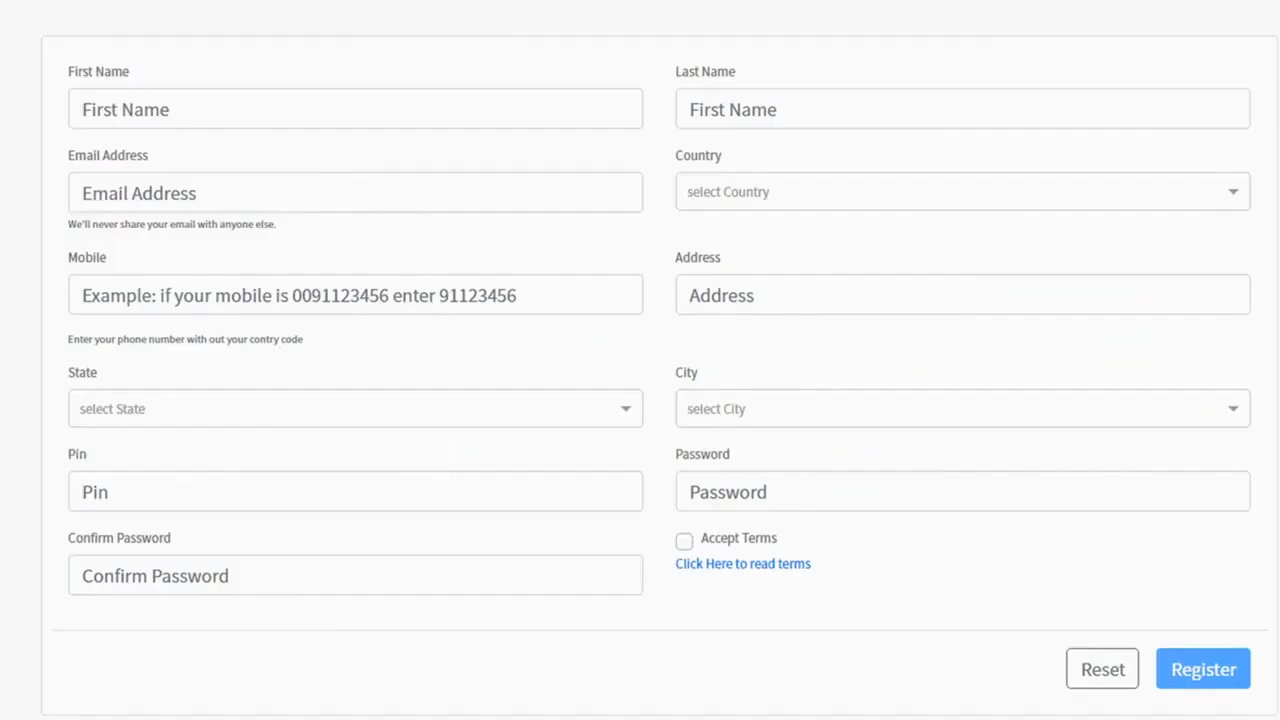 First Name
Last Name
First Name
First Name
Email Address
Country
Email Address
select Country
We'll never share your email with anyone else.
Mobile
Address
Example: if your mobile is 0091123456 enter 91123456
Address
Enter your phone number with out your contry code
State
City
select State
select City
Pin
Password
Pin
Password
Confirm Password
Accept Terms
Click Here to read terms
Confirm Password
Reset
Register